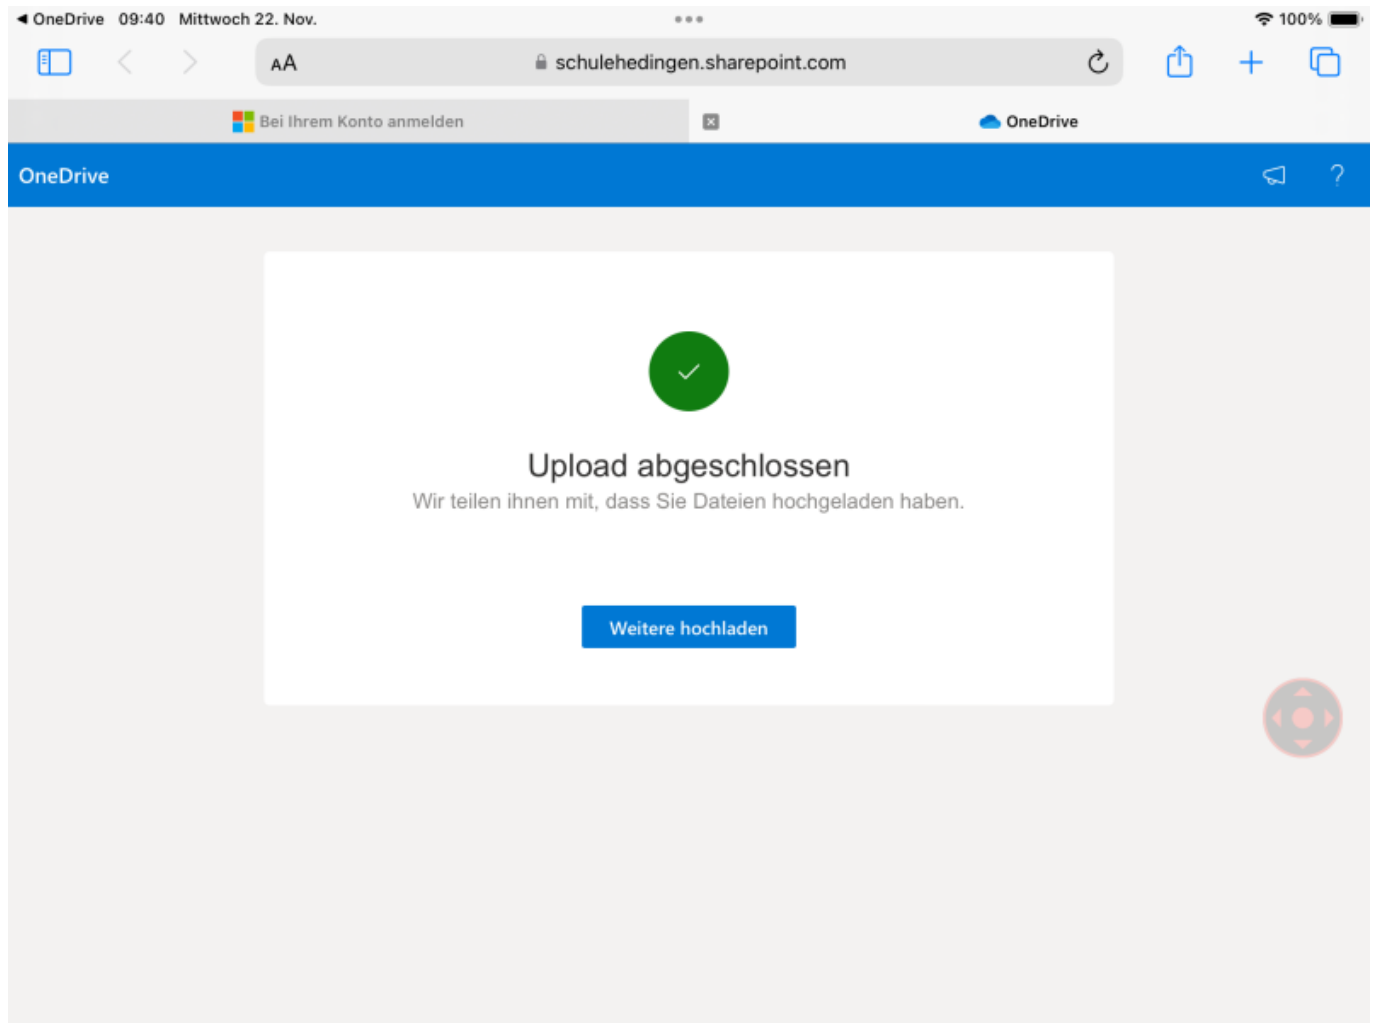 OneDrive 09:40 Mittwoch 22. Nov. 100%
AA schulehedingen.sharepoint.com
Bei Ihrem Konto anmelden OneDrive
OneDrive ?
Upload abgeschlossen
Wir teilen ihnen mit, dass Sie Dateien hochgeladen haben.
Weitere hochladen